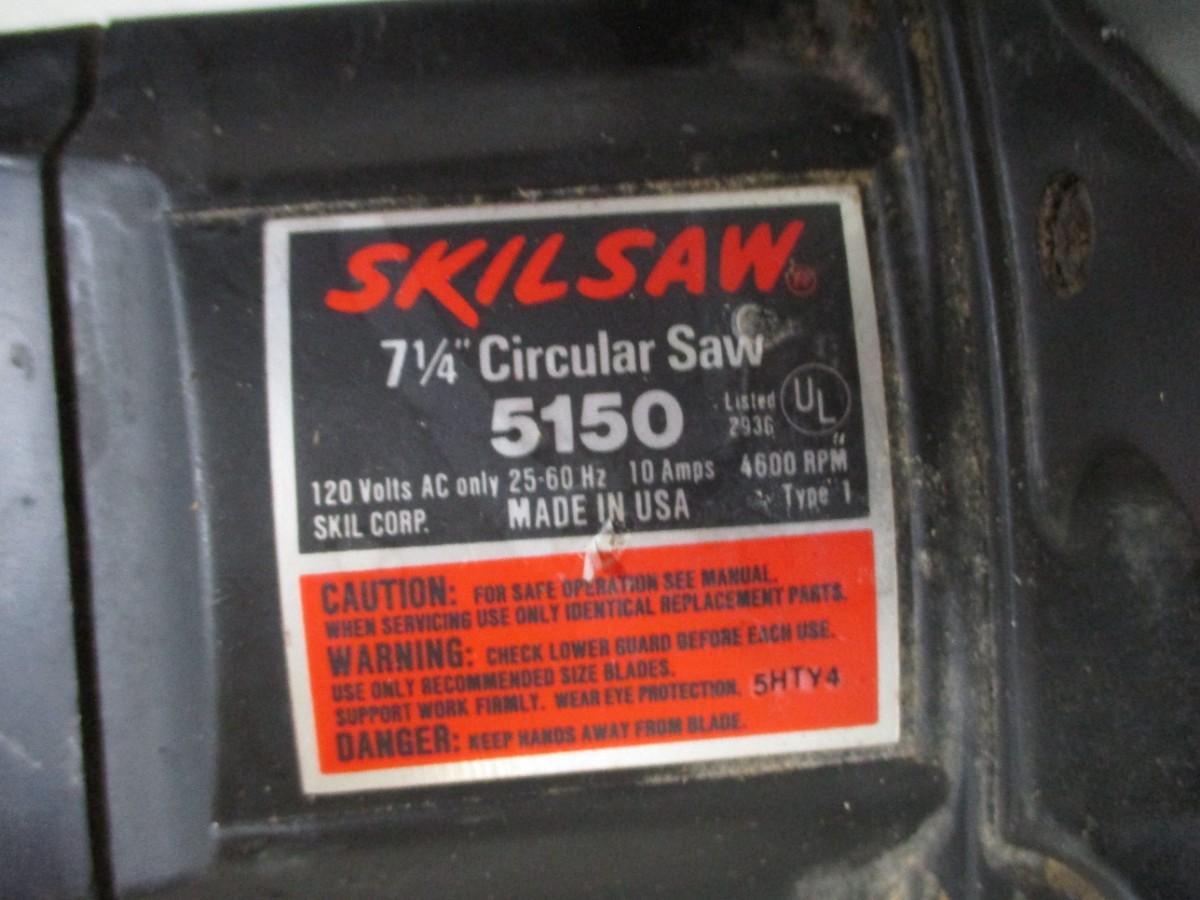 SKILSAW®
7¼" Circular Saw
5150
Listed
293G
UL
120 Volts AC only 25-60 Hz 10 Amps 4600 RPM
SKIL CORP. MADE IN USA Type 1
CAUTION: FOR SAFE OPERATION SEE MANUAL.
WHEN SERVICING USE ONLY IDENTICAL REPLACEMENT PARTS.
WARNING: CHECK LOWER GUARD BEFORE EACH USE.
USE ONLY RECOMMENDED SIZE BLADES.
SUPPORT WORK FIRMLY. WEAR EYE PROTECTION. 5HTY4
DANGER: KEEP HANDS AWAY FROM BLADE.